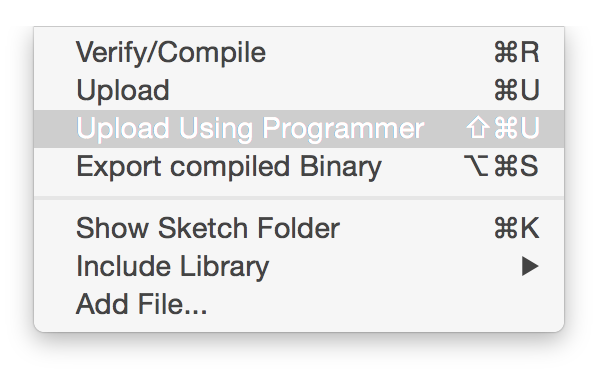 Verify/Compile ⌘R
Upload ⌘U
Upload Using Programmer ⇧⌘U
Export compiled Binary ⌥⌘S
Show Sketch Folder ⌘K
Include Library ▶
Add File...